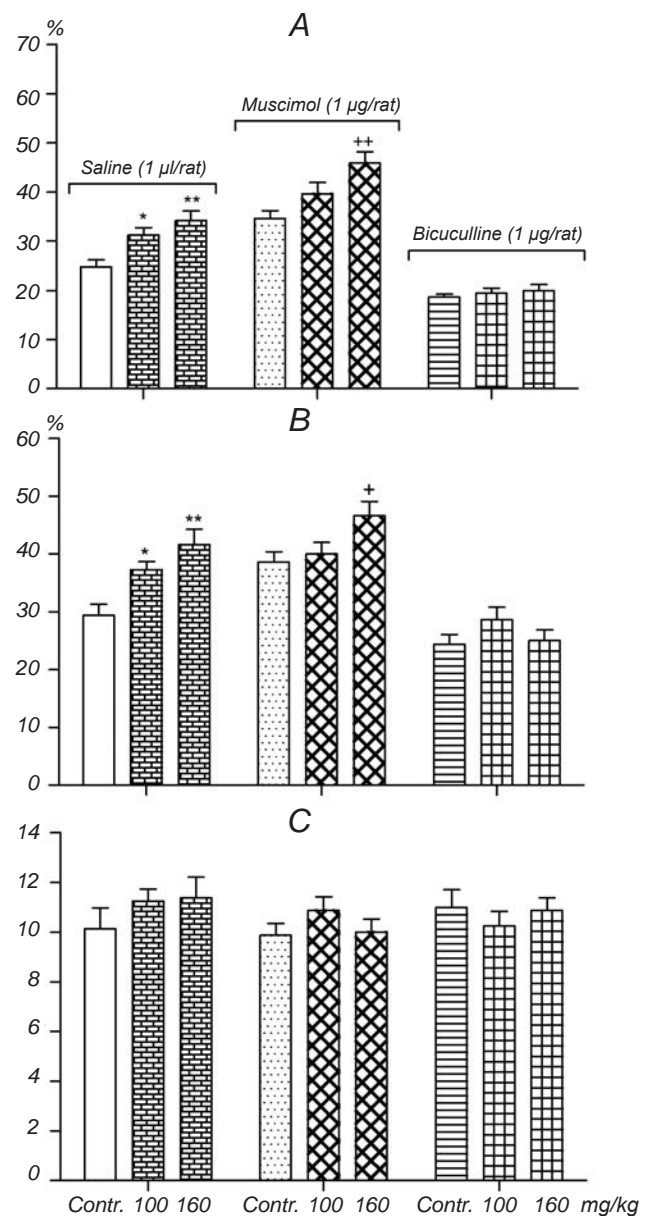 A
%
70
60
50
40
30
20
10
0
Muscimol (1 µg/rat)
Saline (1 µl/rat)
Bicuculline (1 µg/rat)
* ** ++
B
%
60
50
40
30
20
10
0
* ** +
C
14
12
10
8
6
4
2
0
Contr. 100 160 Contr. 100 160 Contr. 100 160 mg/kg